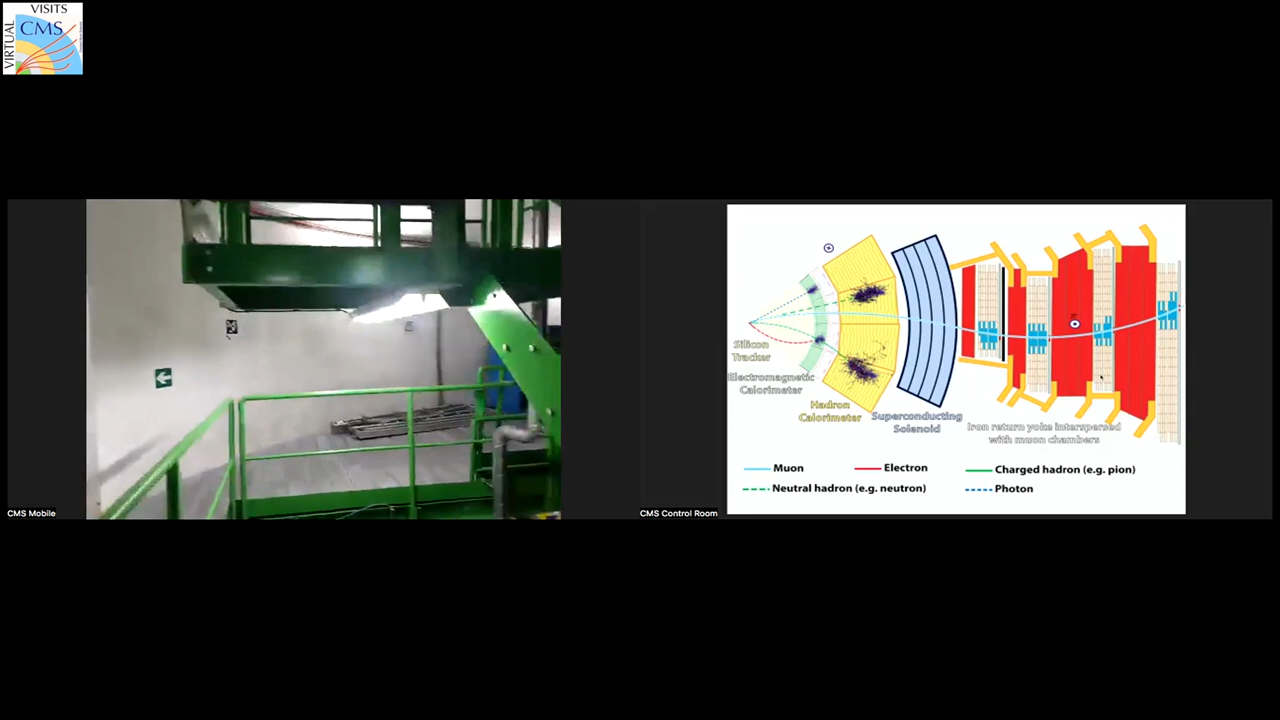 VISITS
CMS
VIRTUAL
Silicon
Tracker
Electromagnetic
Calorimeter
Hadron
Calorimeter
Superconducting
Solenoid
Iron return yoke interspersed
with muon chambers
Muon
Electron
Charged hadron (e.g. pion)
Neutral hadron (e.g. neutron)
Photon
CMS Mobile
CMS Control Room